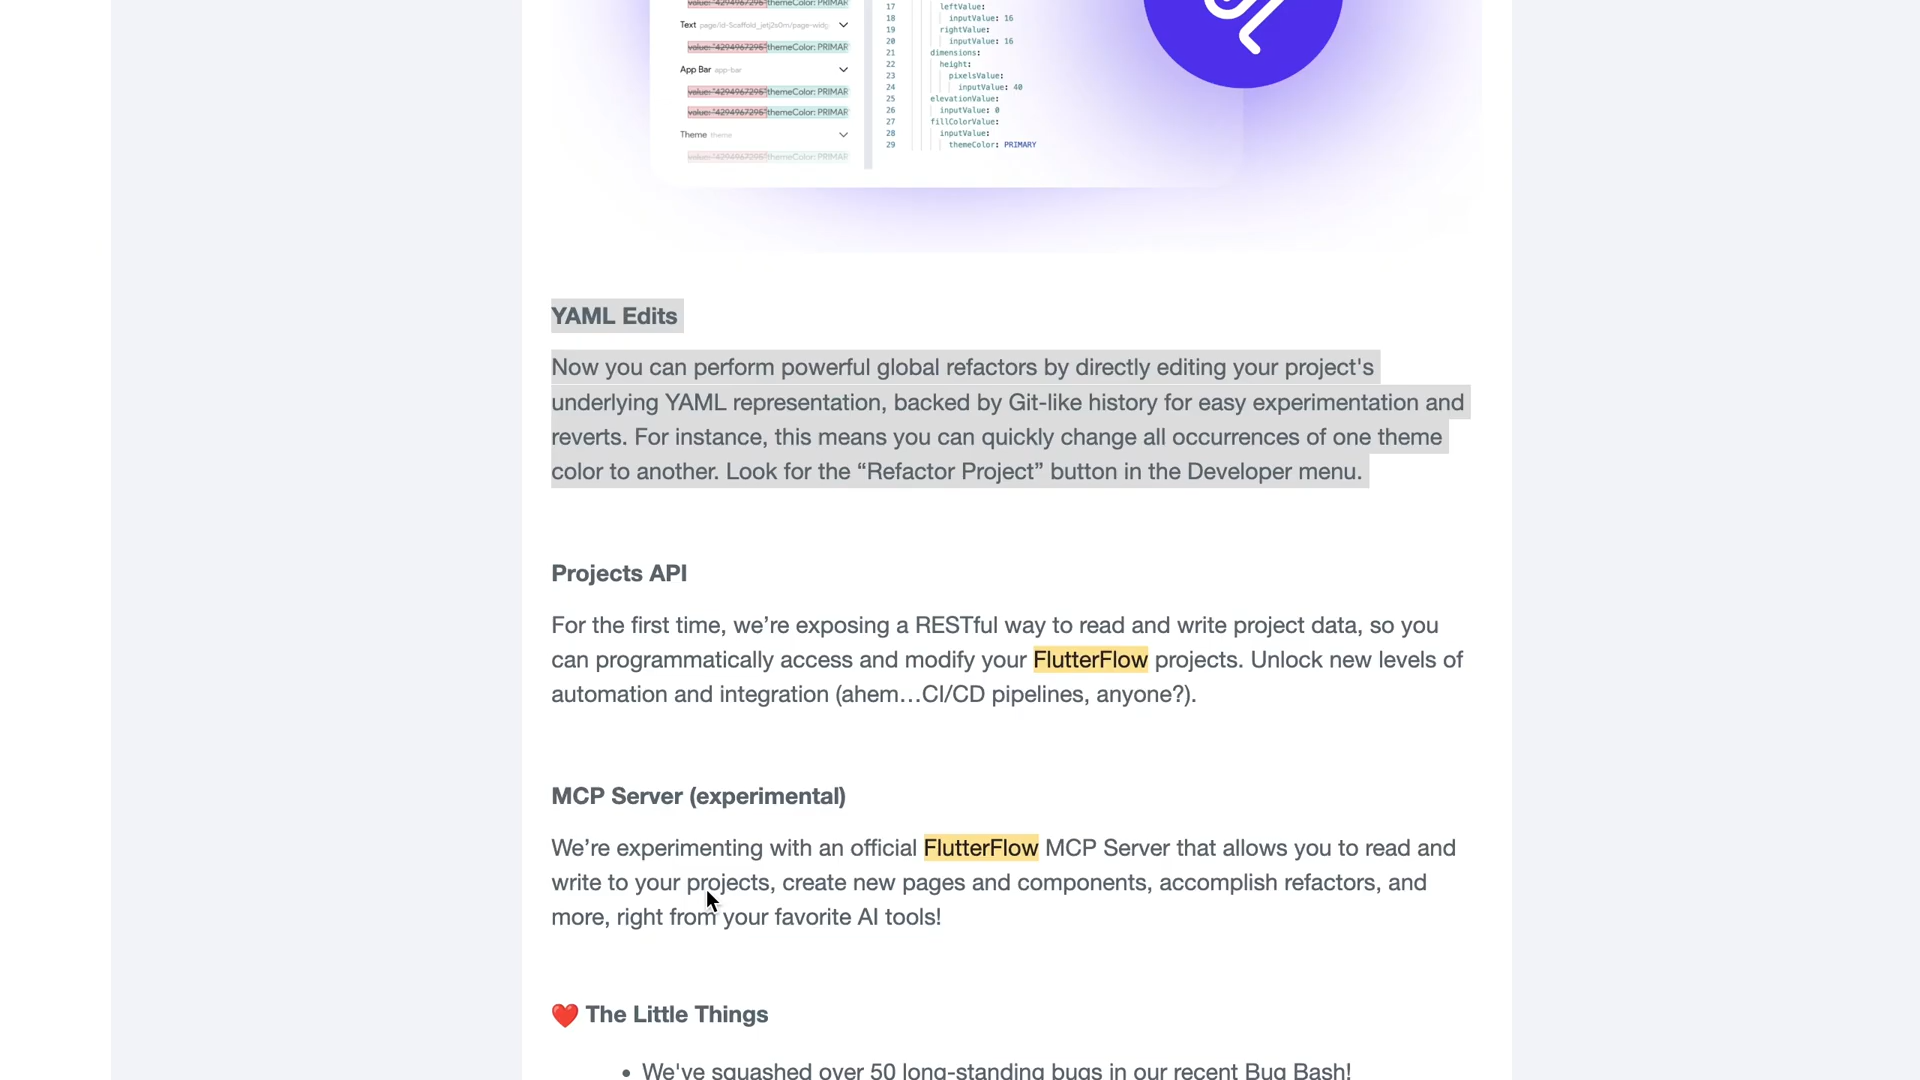 value: "4294967295"themeColor: PRIMAR
Text page/id-Scaffold_jetj2s0m/page-widg
value: "4294967295"themeColor: PRIMAR
App Bar app-bar
value: "4294967295"themeColor: PRIMAR
value: "4294967295"themeColor: PRIMAR
Theme theme
value: "4294967295"themeColor: PRIMAR
17 leftValue:
18 inputValue: 16
19 rightValue:
20 inputValue: 16
21 dimensions:
22 height:
23 pixelsValue:
24 inputValue: 40
25 elevationValue:
26 inputValue: 0
27 fillColorValue:
28 inputValue:
29 themeColor: PRIMARY
YAML Edits
Now you can perform powerful global refactors by directly editing your project's
underlying YAML representation, backed by Git-like history for easy experimentation and
reverts. For instance, this means you can quickly change all occurrences of one theme
color to another. Look for the “Refactor Project” button in the Developer menu.
Projects API
For the first time, we’re exposing a RESTful way to read and write project data, so you
can programmatically access and modify your FlutterFlow projects. Unlock new levels of
automation and integration (ahem…CI/CD pipelines, anyone?).
MCP Server (experimental)
We’re experimenting with an official FlutterFlow MCP Server that allows you to read and
write to your projects, create new pages and components, accomplish refactors, and
more, right from your favorite AI tools!
❤️ The Little Things
• We've squashed over 50 long-standing bugs in our recent Bug Bash!